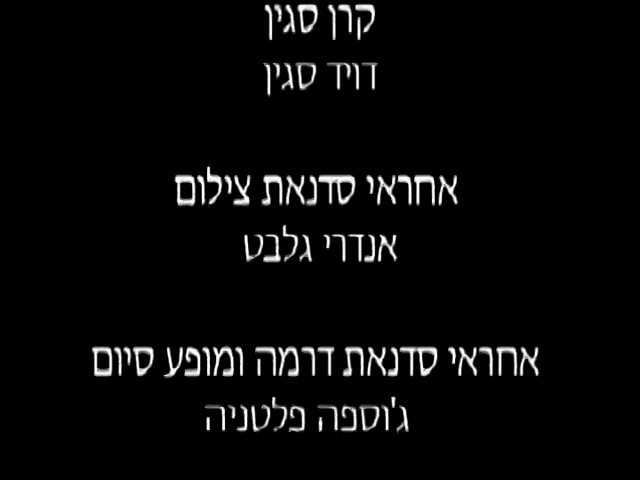 קרן סגין
דויד סגין
אחראי סדנאת צילום
אנדרי גלבט
אחראי סדנאת דרמה ומופע סיום
ג'וספה פלטניה